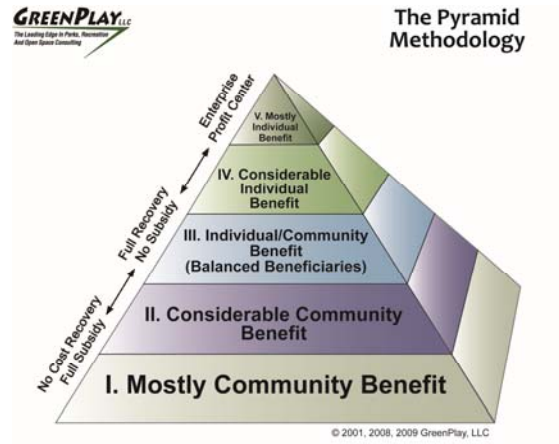 GREENPLAY LLC
The Leading Edge in Parks, Recreation
And Open Space Consulting
The Pyramid
Methodology
Enterprise
Profit Center
V. Mostly
Individual
Benefit
Full Recovery
No Subsidy
IV. Considerable
Individual
Benefit
III. Individual/Community
Benefit
(Balanced Beneficiaries)
No Cost Recovery
Full Subsidy
II. Considerable Community
Benefit
I. Mostly Community Benefit
© 2001, 2008, 2009 GreenPlay, LLC